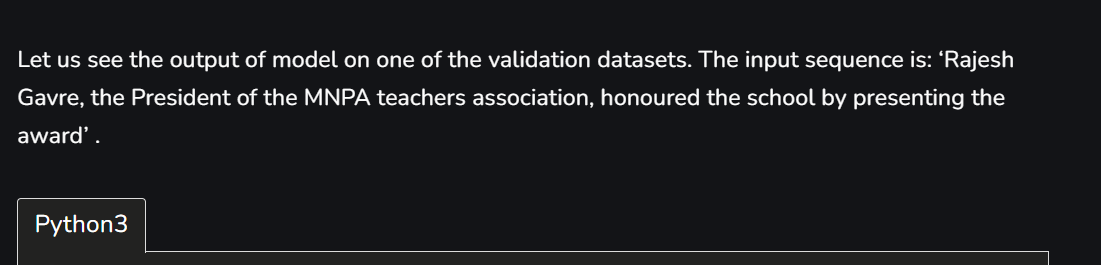 Let us see the output of model on one of the validation datasets. The input sequence is: ‘Rajesh
Gavre, the President of the MNPA teachers association, honoured the school by presenting the
award’ .
Python3